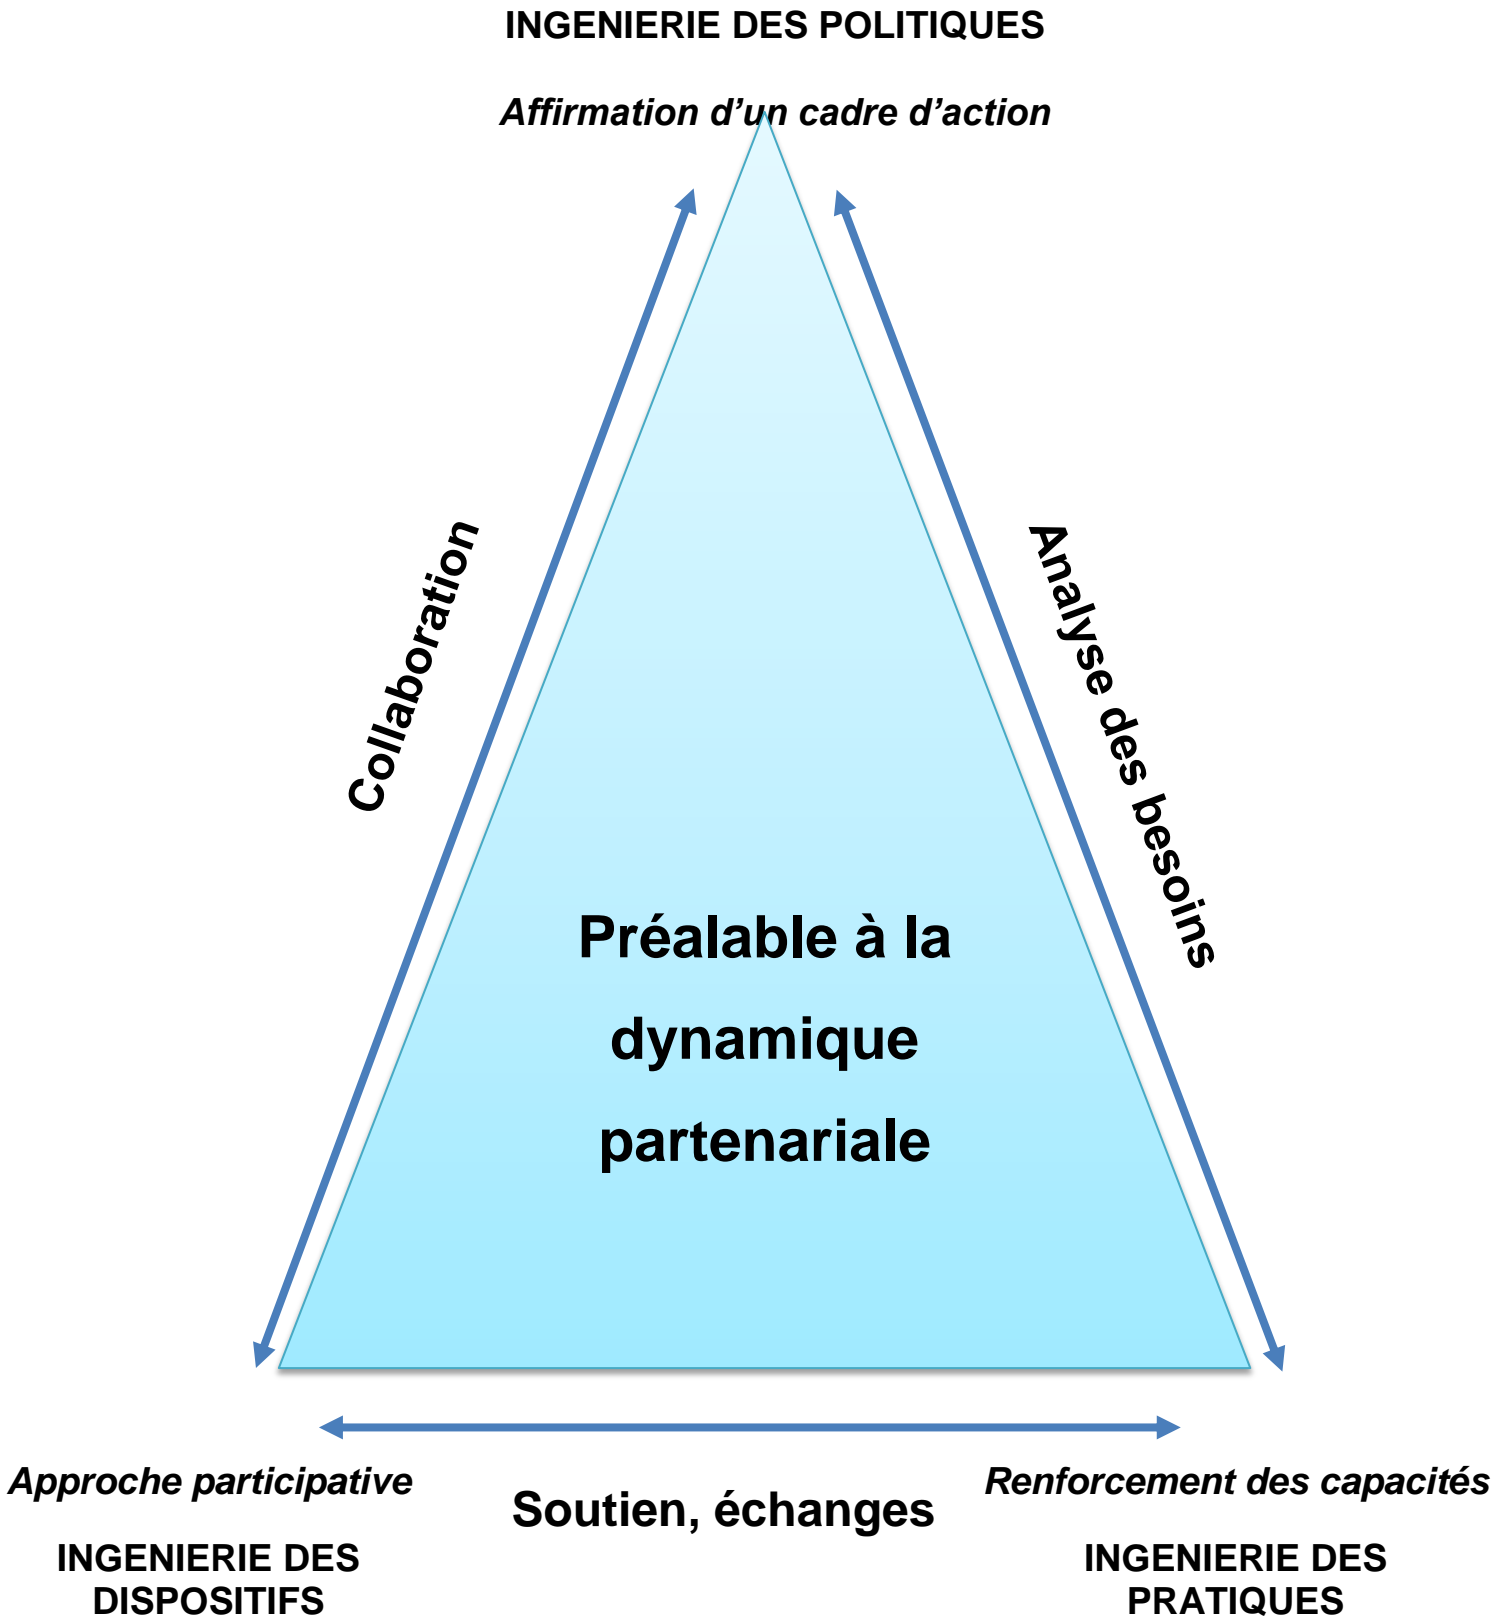 INGENIERIE DES POLITIQUES
Affirmation d'un cadre d'action
Collaboration
Analyse des besoins
Préalable à la
dynamique
partenariale
Approche participative
Soutien, échanges
Renforcement des capacités
INGENIERIE DES
DISPOSITIFS
INGENIERIE DES
PRATIQUES